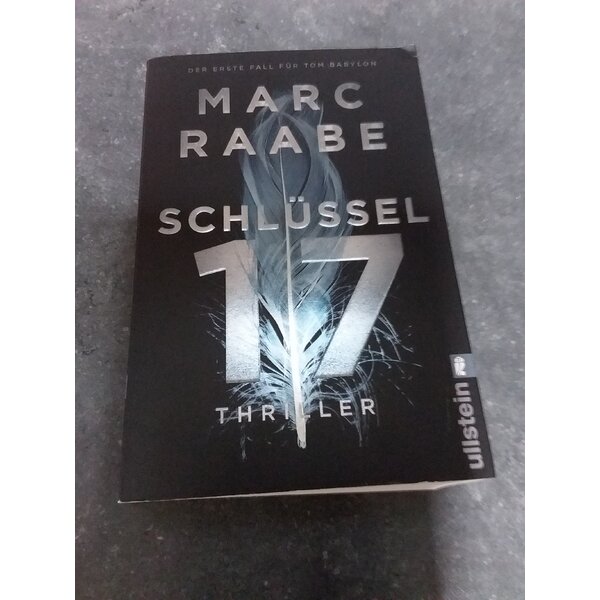 DER ERSTE FALL FÜR TOM BABYLON
MARC
RAABE
SCHLÜSSEL
17
THRILLER
ullstein